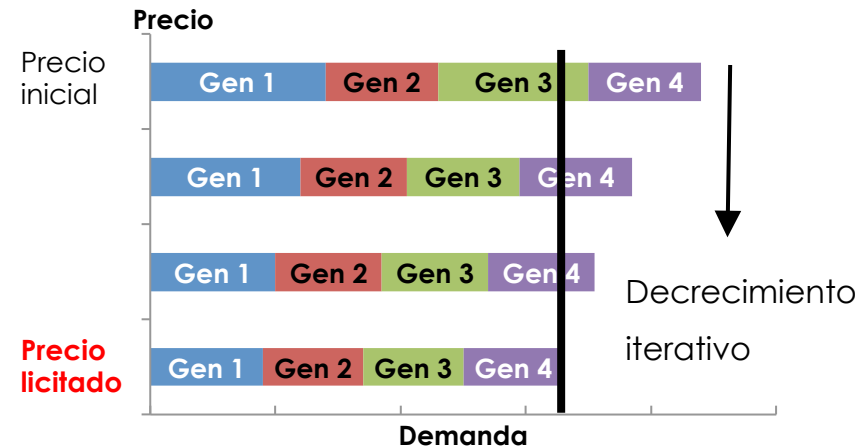 Precio
Precio
inicial
Gen 1 Gen 2 Gen 3 Gen 4
Gen 1 Gen 2 Gen 3 Gen 4
Gen 1 Gen 2 Gen 3 Gen 4
Decrecimiento
iterativo
Precio
licitado
Gen 1 Gen 2 Gen 3 Gen 4
Demanda